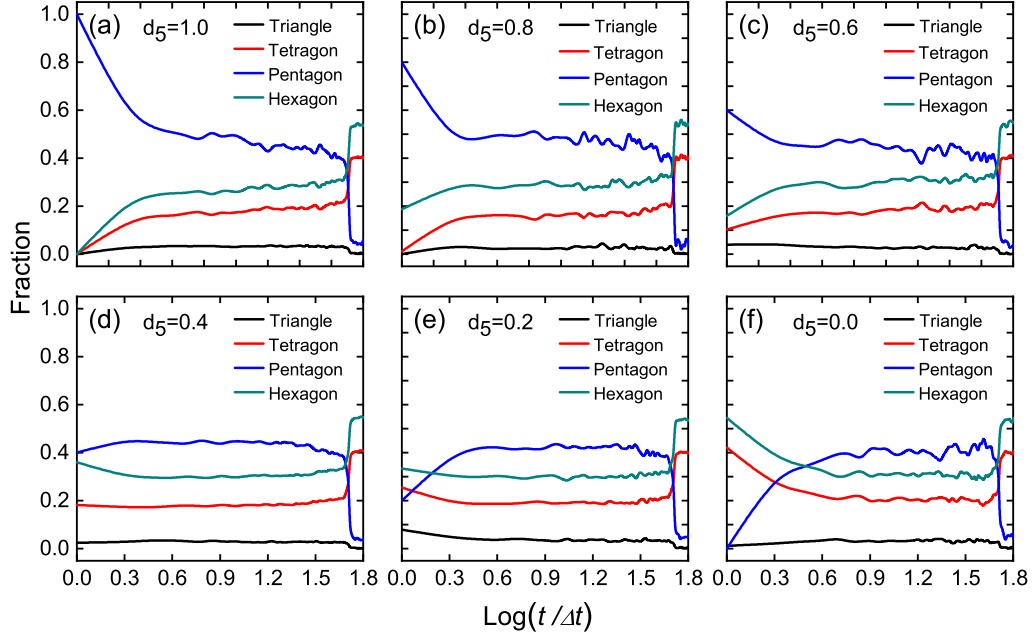 (a) d5=1.0
Triangle
Tetragon
Pentagon
Hexagon
(b) d5=0.8
Triangle
Tetragon
Pentagon
Hexagon
(c) d5=0.6
Triangle
Tetragon
Pentagon
Hexagon
1.0
0.8
0.6
0.4
0.2
0.0
Fraction
(d) d5=0.4
Triangle
Tetragon
Pentagon
Hexagon
(e) d5=0.2
Triangle
Tetragon
Pentagon
Hexagon
(f) d5=0.0
Triangle
Tetragon
Pentagon
Hexagon
1.0
0.8
0.6
0.4
0.2
0.0
0.0 0.3 0.6 0.9 1.2 1.5 1.8
0.0 0.3 0.6 0.9 1.2 1.5 1.8
0.0 0.3 0.6 0.9 1.2 1.5 1.8
Log(t/Δt)